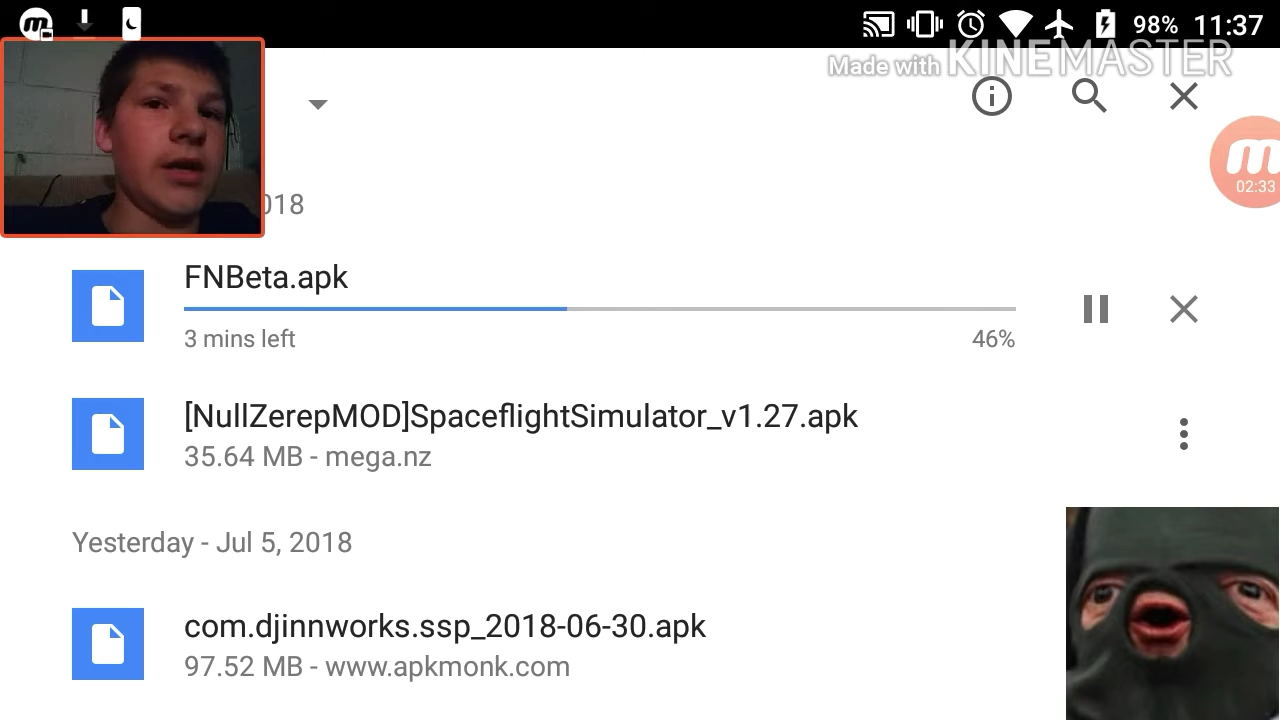 98% 11:37
Made with KINEMASTER
m
02:33
018
FNBeta.apk
3 mins left 46%
[NullZerepMOD]SpaceflightSimulator_v1.27.apk
35.64 MB - mega.nz
Yesterday - Jul 5, 2018
com.djinnworks.ssp_2018-06-30.apk
97.52 MB - www.apkmonk.com